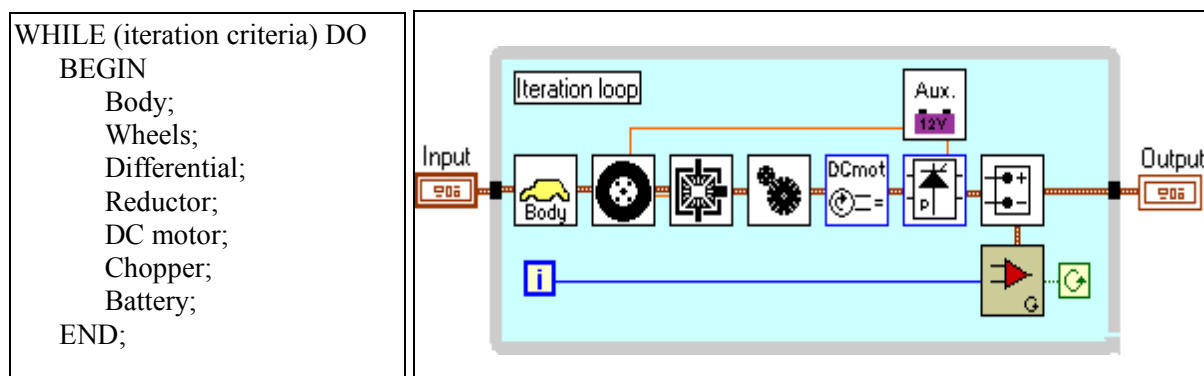 WHILE (iteration criteria) DO
BEGIN
Body;
Wheels;
Differential;
Reductor;
DC motor;
Chopper;
Battery;
END;
Iteration loop
Aux.
12V
Input
Output
Body
DCmot
=
P
+
-
i